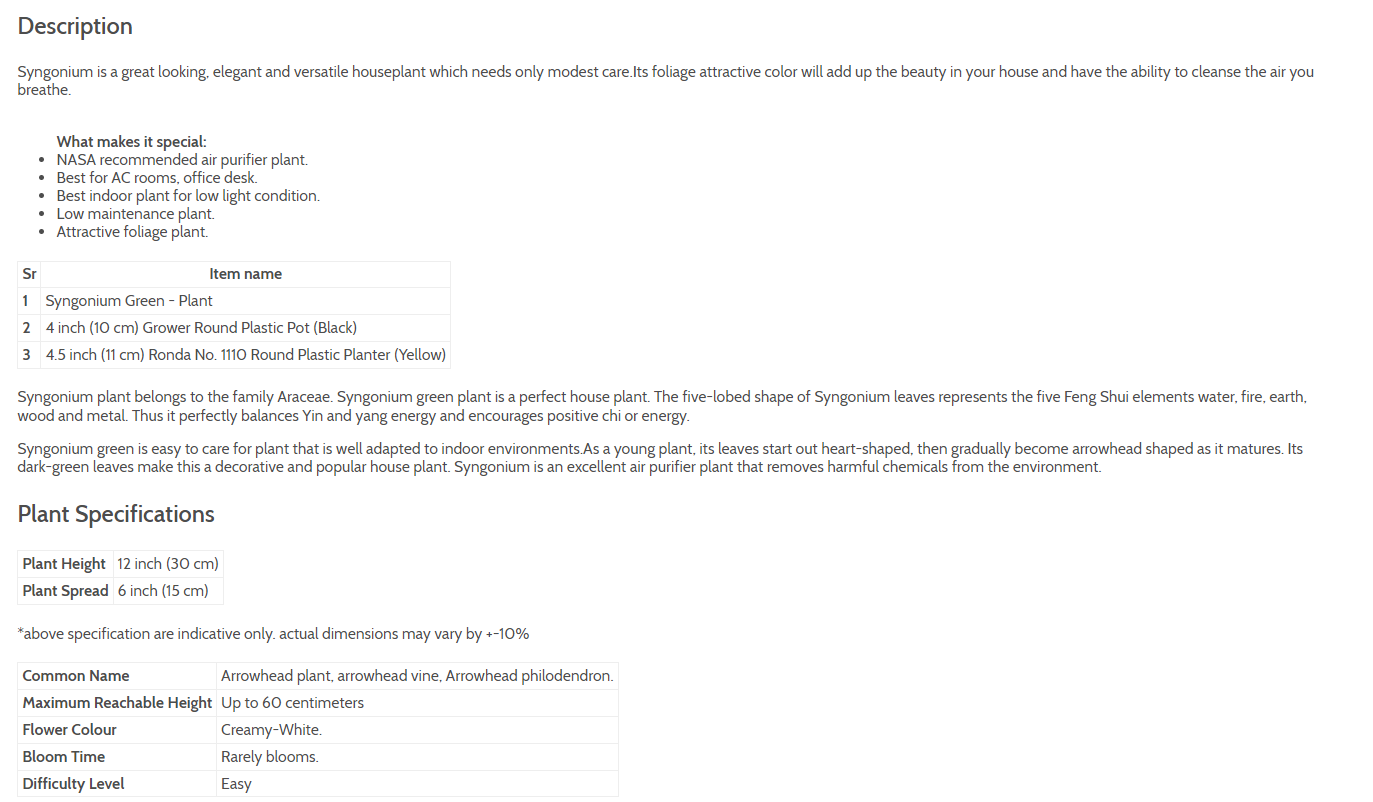 Description
Syngonium is a great looking, elegant and versatile houseplant which needs only modest care.Its foliage attractive color will add up the beauty in your house and have the ability to cleanse the air you
breathe.
What makes it special:
• NASA recommended air purifier plant.
• Best for AC rooms, office desk.
• Best indoor plant for low light condition.
• Low maintenance plant.
• Attractive foliage plant.
Sr Item name
1 Syngonium Green - Plant
2 4 inch (10 cm) Grower Round Plastic Pot (Black)
3 4.5 inch (11 cm) Ronda No. 1110 Round Plastic Planter (Yellow)
Syngonium plant belongs to the family Araceae. Syngonium green plant is a perfect house plant. The five-lobed shape of Syngonium leaves represents the five Feng Shui elements water, fire, earth,
wood and metal. Thus it perfectly balances Yin and yang energy and encourages positive chi or energy.
Syngonium green is easy to care for plant that is well adapted to indoor environments.As a young plant, its leaves start out heart-shaped, then gradually become arrowhead shaped as it matures. Its
dark-green leaves make this a decorative and popular house plant. Syngonium is an excellent air purifier plant that removes harmful chemicals from the environment.
Plant Specifications
Plant Height 12 inch (30 cm)
Plant Spread 6 inch (15 cm)
*above specification are indicative only. actual dimensions may vary by +-10%
Common Name Arrowhead plant, arrowhead vine, Arrowhead philodendron.
Maximum Reachable Height Up to 60 centimeters
Flower Colour Creamy-White.
Bloom Time Rarely blooms.
Difficulty Level Easy